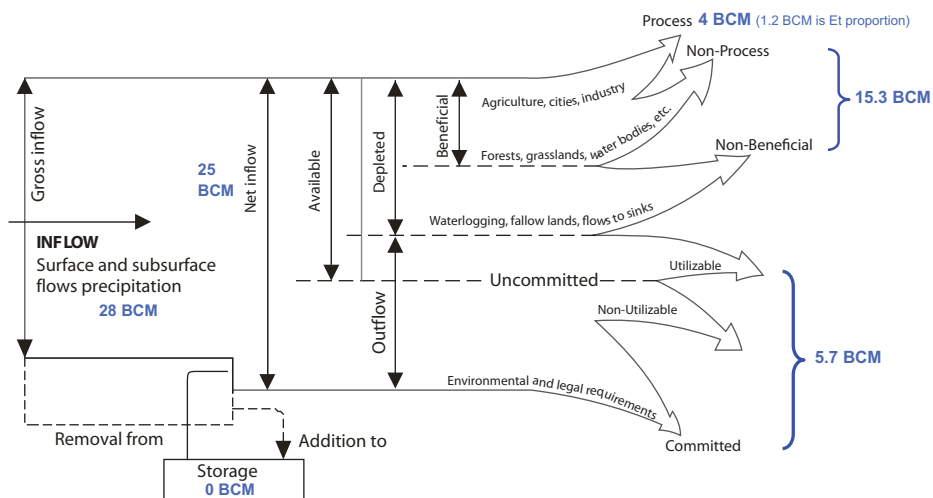 Process 4 BCM (1.2 BCM is Et proportion)
Non-Process
15.3 BCM
Agriculture, cities, industry
Beneficial
Forests, grasslands, water bodies, etc.
Non-Beneficial
Gross inflow
25
BCM
Net inflow
Available
Depleted
Waterlogging, fallow lands, flows to sinks
INFLOW
Surface and subsurface
flows precipitation
28 BCM
Utilizable
Uncommitted
Non-Utilizable
Outflow
5.7 BCM
Environmental and legal requirements
Committed
Removal from
Addition to
Storage
0 BCM